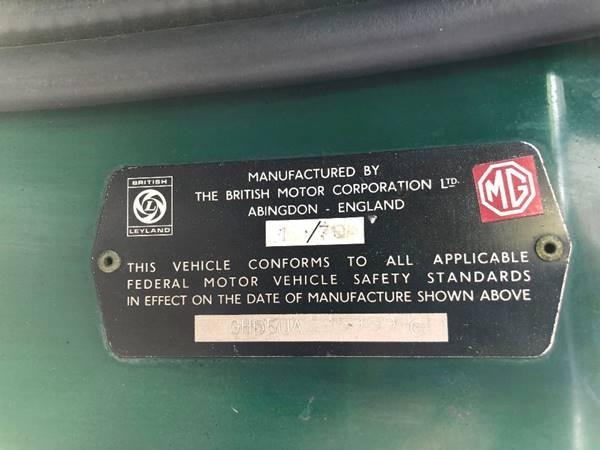 BRITISH
LEYLAND
MANUFACTURED BY
THE BRITISH MOTOR CORPORATION LTD.
ABINGDON - ENGLAND
MG
THIS VEHICLE CONFORMS TO ALL APPLICABLE
FEDERAL MOTOR VEHICLE SAFETY STANDARDS
IN EFFECT ON THE DATE OF MANUFACTURE SHOWN ABOVE